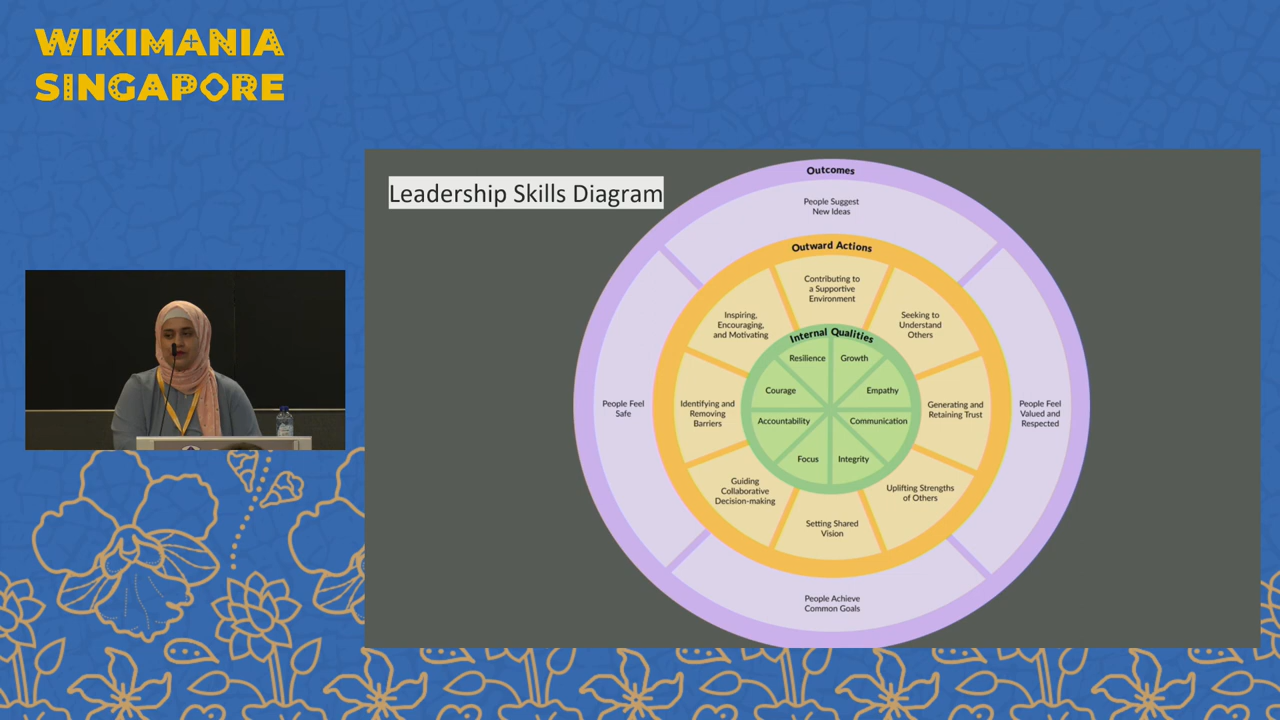 WIKIMANIA
SINGAPORE
Leadership Skills Diagram
Outcomes
People Suggest
New Ideas
Outward Actions
Contributing to
a Supportive
Environment
Inspiring,
Encouraging,
and Motivating
Seeking to
Understand
Others
Internal Qualities
Resilience
Growth
Courage
Empathy
People Feel
Safe
Identifying and
Removing
Barriers
Generating and
Retaining Trust
People Feel
Valued and
Respected
Accountability
Communication
Focus
Integrity
Guiding
Collaborative
Decision-making
Uplifting Strengths
of Others
Setting Shared
Vision
People Achieve
Common Goals